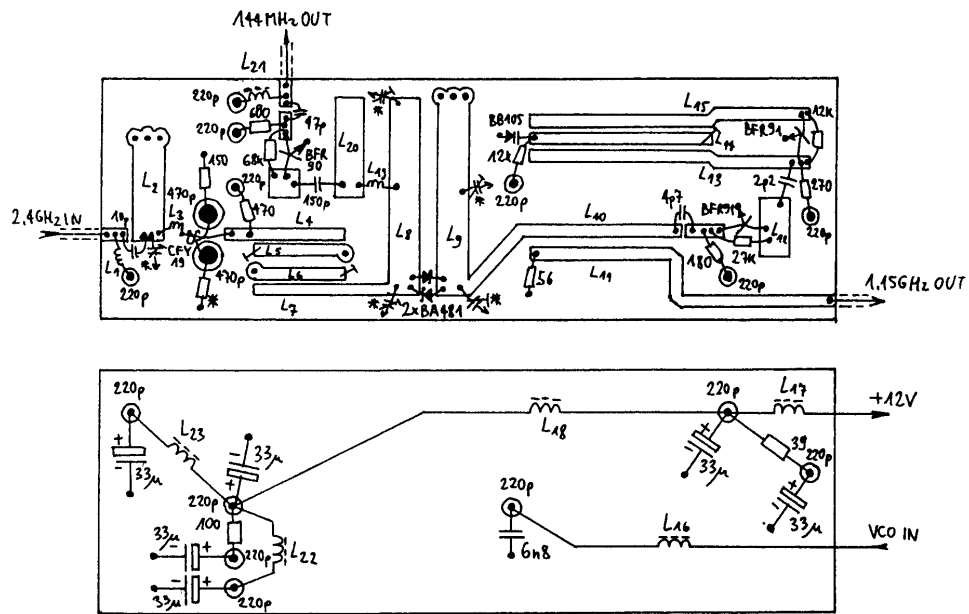 144MHz OUT
L21
220p
680
47p
220p
68k
BFR
90
150
220p
150p
L20
L19
*
L2
470p
470
L3
L4
2,4GHz IN
10p
CFY
19
*
L1
220p
470p
*
L5
L6
L7
*
L8
L9
*
*
2xBA481
BB105
12k
220p
L15
L14
L13
BFR91
12k
2p2
270
220p
L10
4p7
BFR91
L12
27k
180
220p
56
L11
1,15GHz OUT
220p
L23
+
-
33µ
-
33µ
+
220p
100
33µ
-
+
220p
L22
33µ
-
+
220p
L18
220p
L17
+12V
+
-
33µ
39
220p
+
-
33µ
220p
6n8
L16
VCO IN